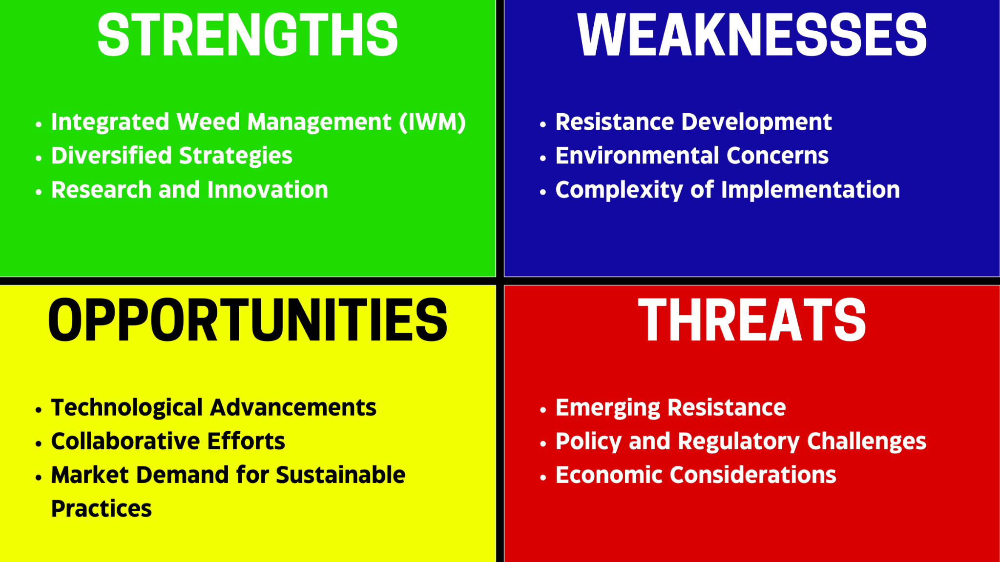 STRENGTHS
• Integrated Weed Management (IWM)
• Diversified Strategies
• Research and Innovation
WEAKNESSES
• Resistance Development
• Environmental Concerns
• Complexity of Implementation
OPPORTUNITIES
• Technological Advancements
• Collaborative Efforts
• Market Demand for Sustainable
Practices
THREATS
• Emerging Resistance
• Policy and Regulatory Challenges
• Economic Considerations